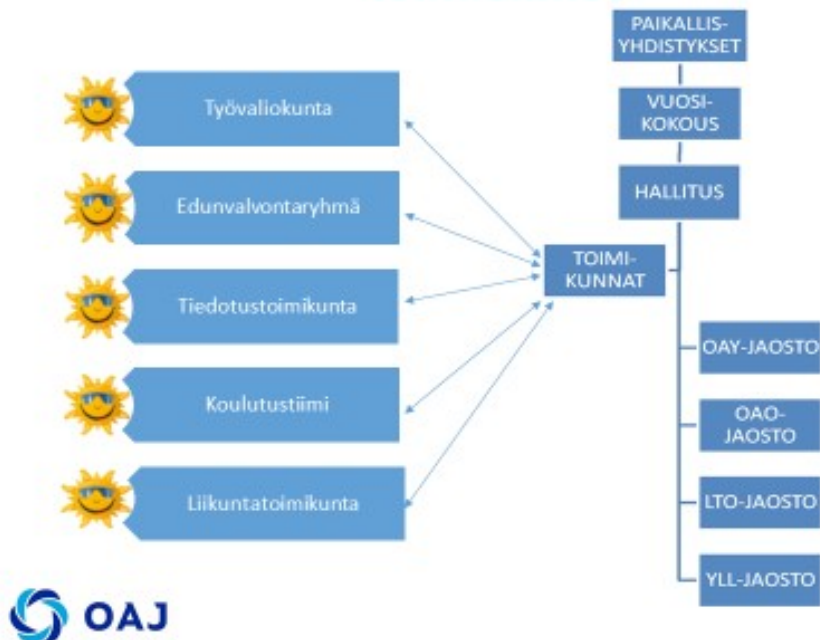 PAIKALLIS-
YHDISTYKSET
VUOSI-
KOKOUS
HALLITUS
TOIMI-
KUNNAT
Työvaliokunta
Edunvalvontaryhmä
Tiedotustoimikunta
Koulutustiimi
Liikuntatoimikunta
OAY-JAOSTO
OAO-
JAOSTO
LTO-JAOSTO
YLL-JAOSTO
OAJ